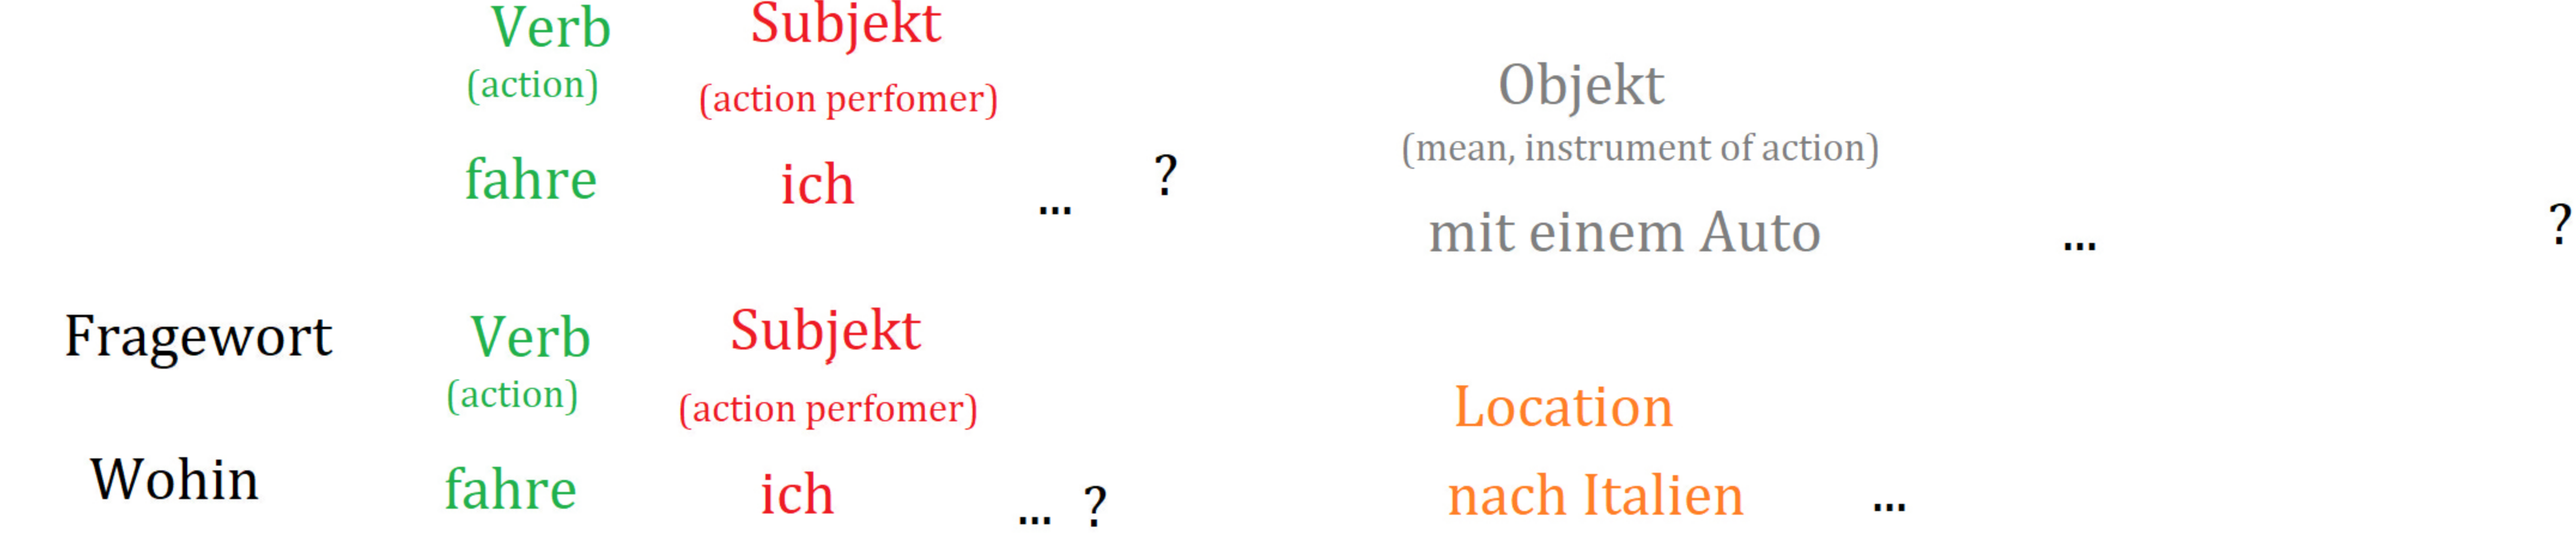 Verb Subjekt
Objekt
(action) (action perfomer)
(mean, instrument of action)
fahre ich ... ?
mit einem Auto ... ?
Fragewort Verb Subjekt
(action) (action perfomer)
Location
Wohin fahre ich ... ?
nach Italien ...